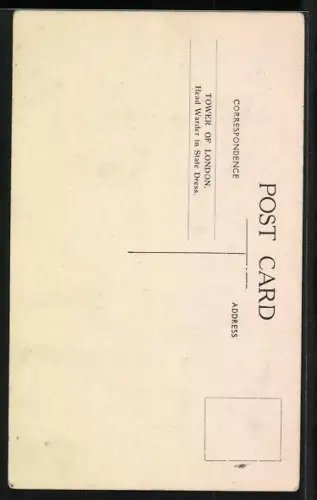 POST CARD
CORRESPONDENCE
ADDRESS
TOWER OF LONDON.
Head Warder in State Dress.